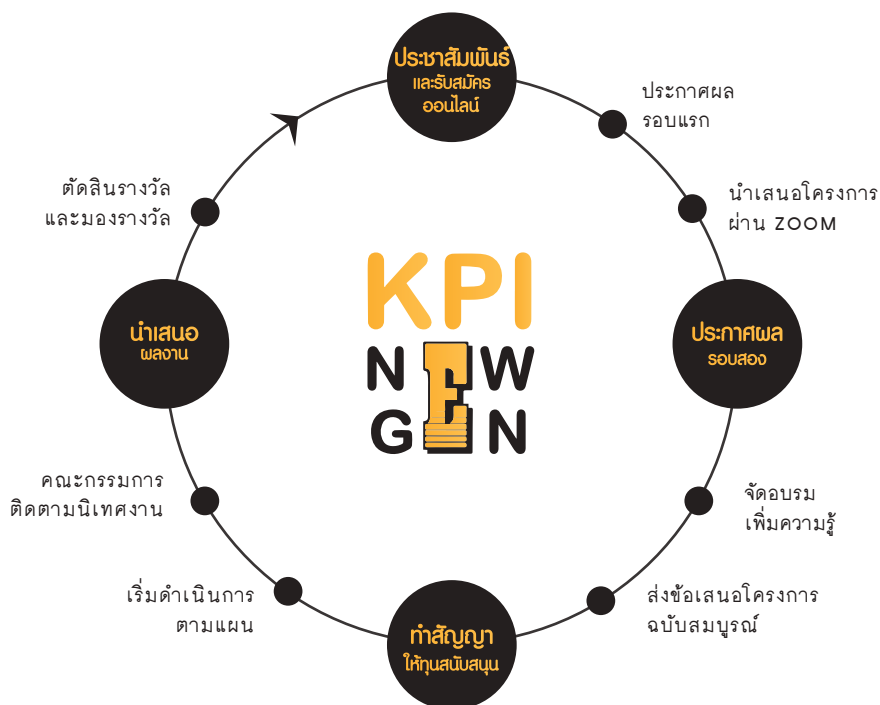 ประชาสัมพันธ์
และรับสมัคร
ออนไลน์
ประกาศผล
รอบแรก
นำเสนอโครงการ
ผ่าน ZOOM
ประกาศผล
รอบสอง
จัดอบรม
เพิ่มความรู้
ส่งข้อเสนอโครงการ
ฉบับสมบูรณ์
ทำสัญญา
ให้ทุนสนับสนุน
เริ่มดำเนินการ
ตามแผน
คณะกรรมการ
ติดตามนิเทศงาน
นำเสนอ
ผลงาน
ตัดสินรางวัล
และมองรางวัล
KPI
NEW
GEN